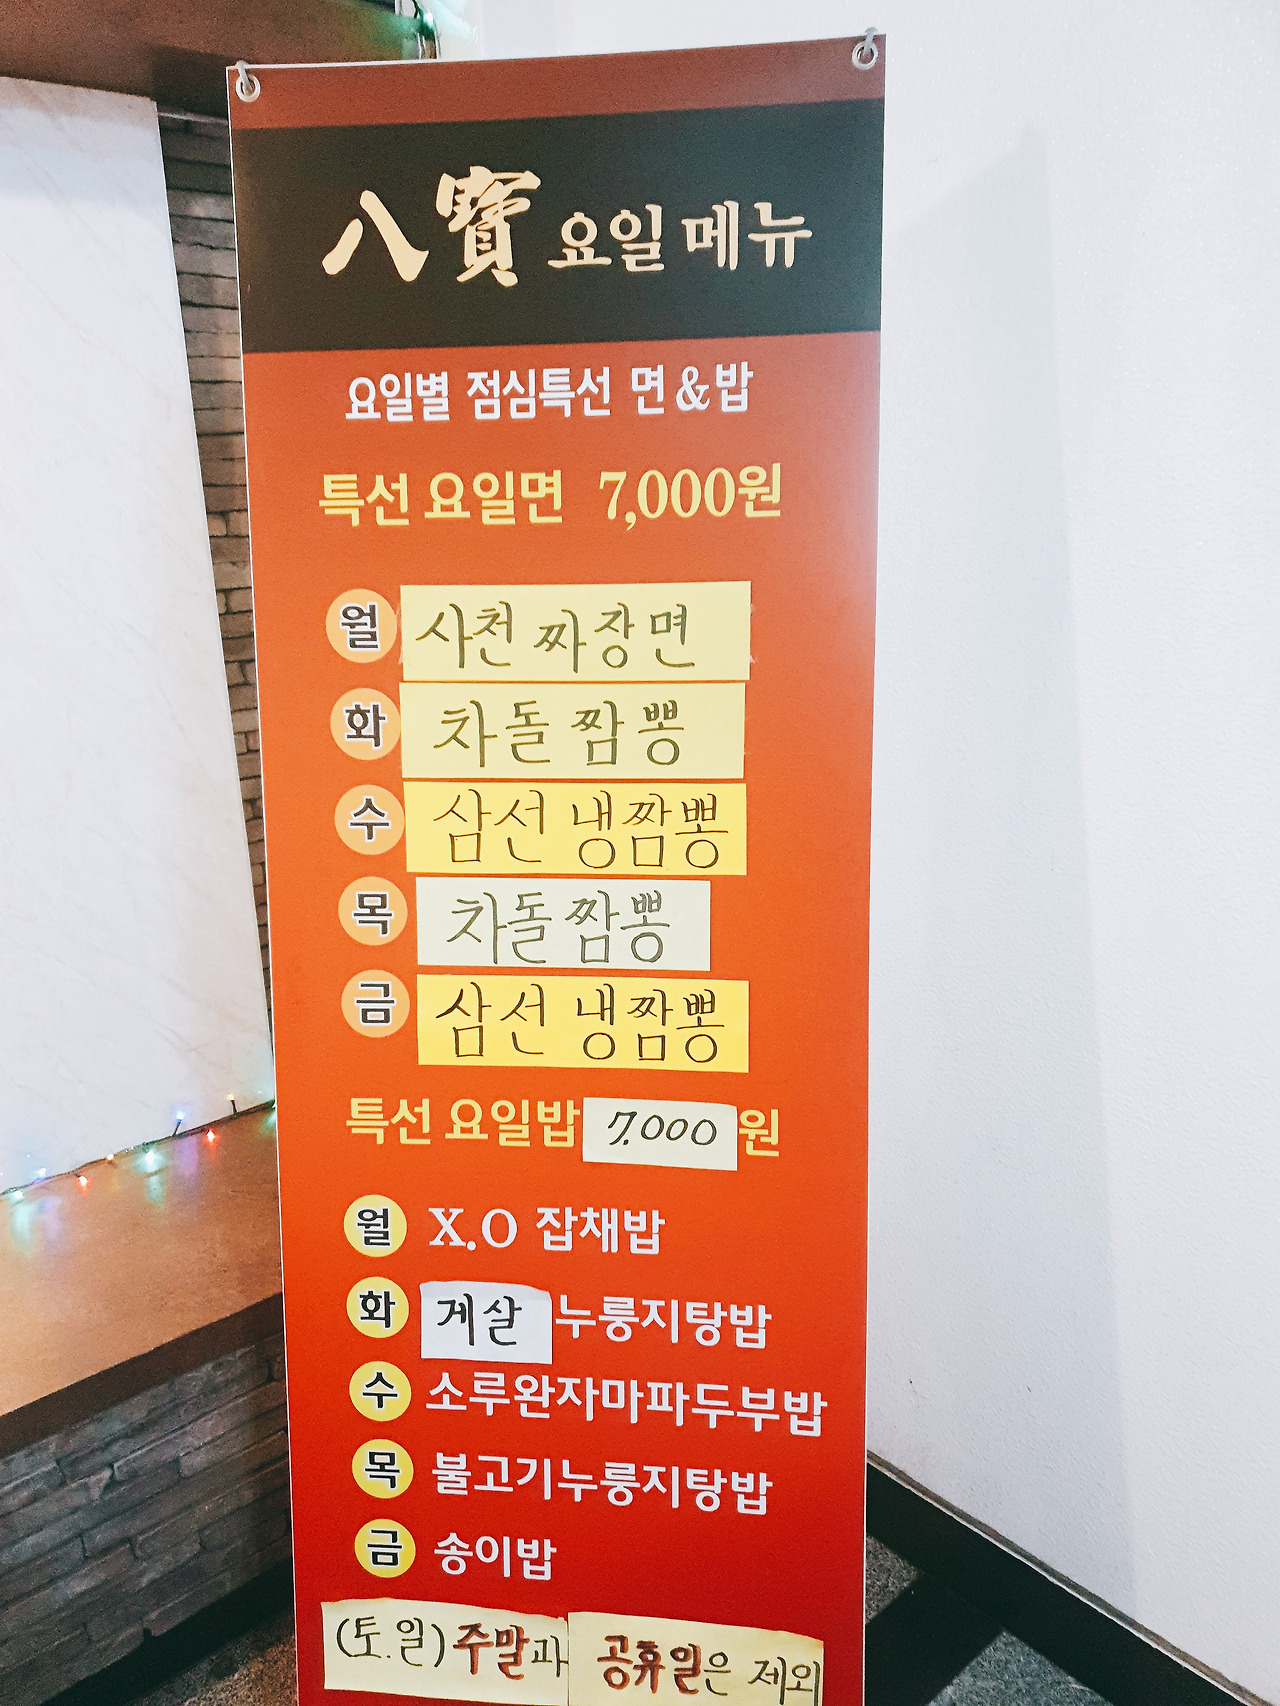 八寶 요일 메뉴
요일별 점심특선 면&밥
특선 요일면 7,000원
월 사천 짜장면
화 차돌 짬뽕
수 삼선 냉짬뽕
목 차돌 짬뽕
금 삼선 냉짬뽕
특선 요일밥 7.000 원
월 X.O 잡채밥
화 게살 누룽지탕밥
수 소루완자마파두부밥
목 불고기누룽지탕밥
금 송이밥
(토.일) 주말과 공휴일은 제외